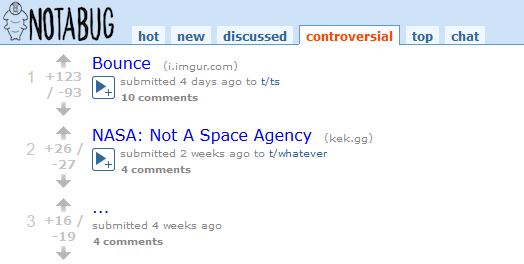 NOTABUG
hot new discussed controversial top chat
1
+123
/ -93
Bounce (i.imgur.com)
submitted 4 days ago to t/ts
10 comments
2
+26 /
-27
NASA: Not A Space Agency (kek.gg)
submitted 2 weeks ago to t/whatever
4 comments
3
+16 /
-19
...
submitted 4 weeks ago
4 comments